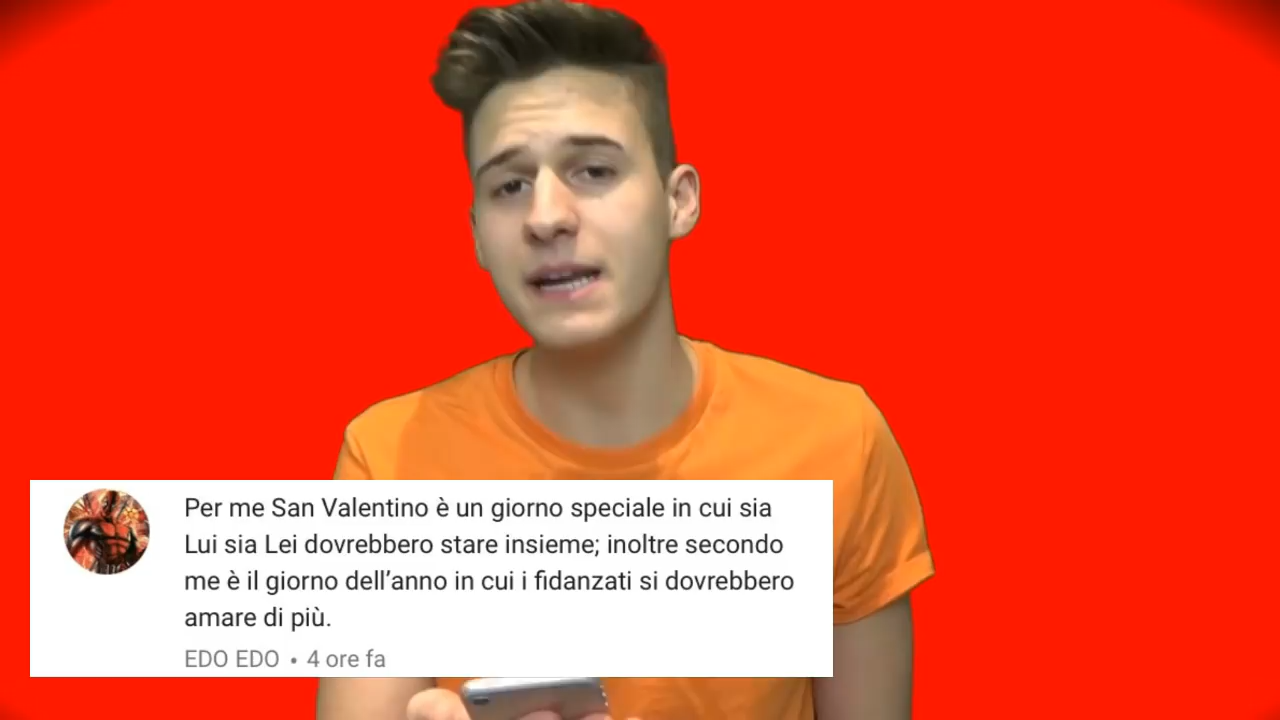 Per me San Valentino è un giorno speciale in cui sia
Lui sia Lei dovrebbero stare insieme; inoltre secondo
me è il giorno dell’anno in cui i fidanzati si dovrebbero
amare di più.
EDO EDO • 4 ore fa